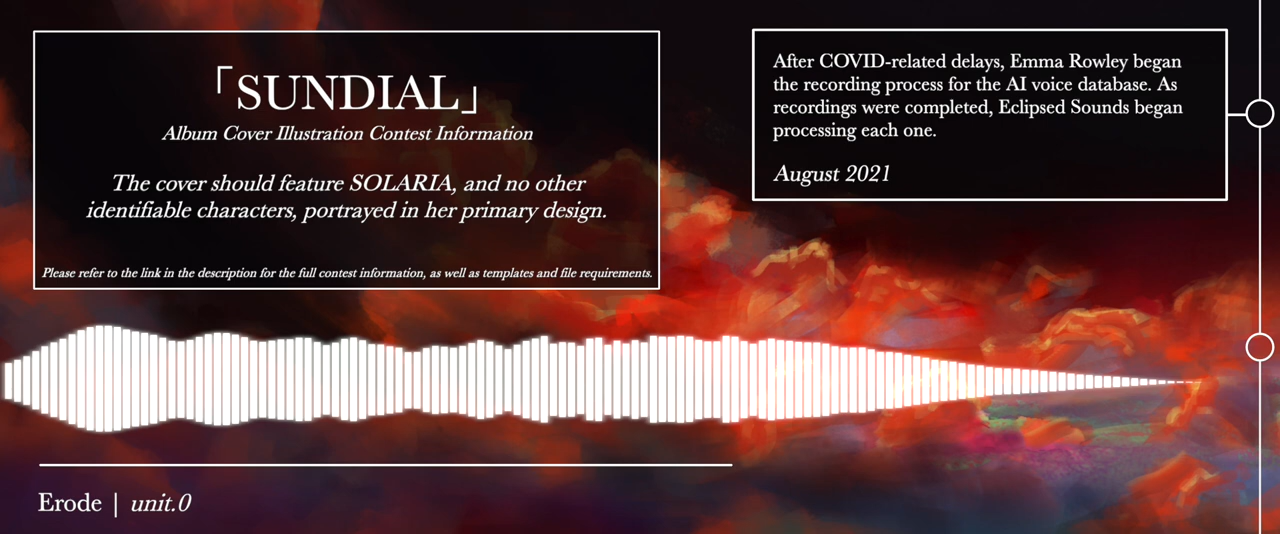 「SUNDIAL」
Album Cover Illustration Contest Information
The cover should feature SOLARIA, and no other
identifiable characters, portrayed in her primary design.
Please refer to the link in the description for the full contest information, as well as templates and file requirements.
After COVID-related delays, Emma Rowley began
the recording process for the AI voice database. As
recordings were completed, Eclipsed Sounds began
processing each one.
August 2021
Erode | unit.0